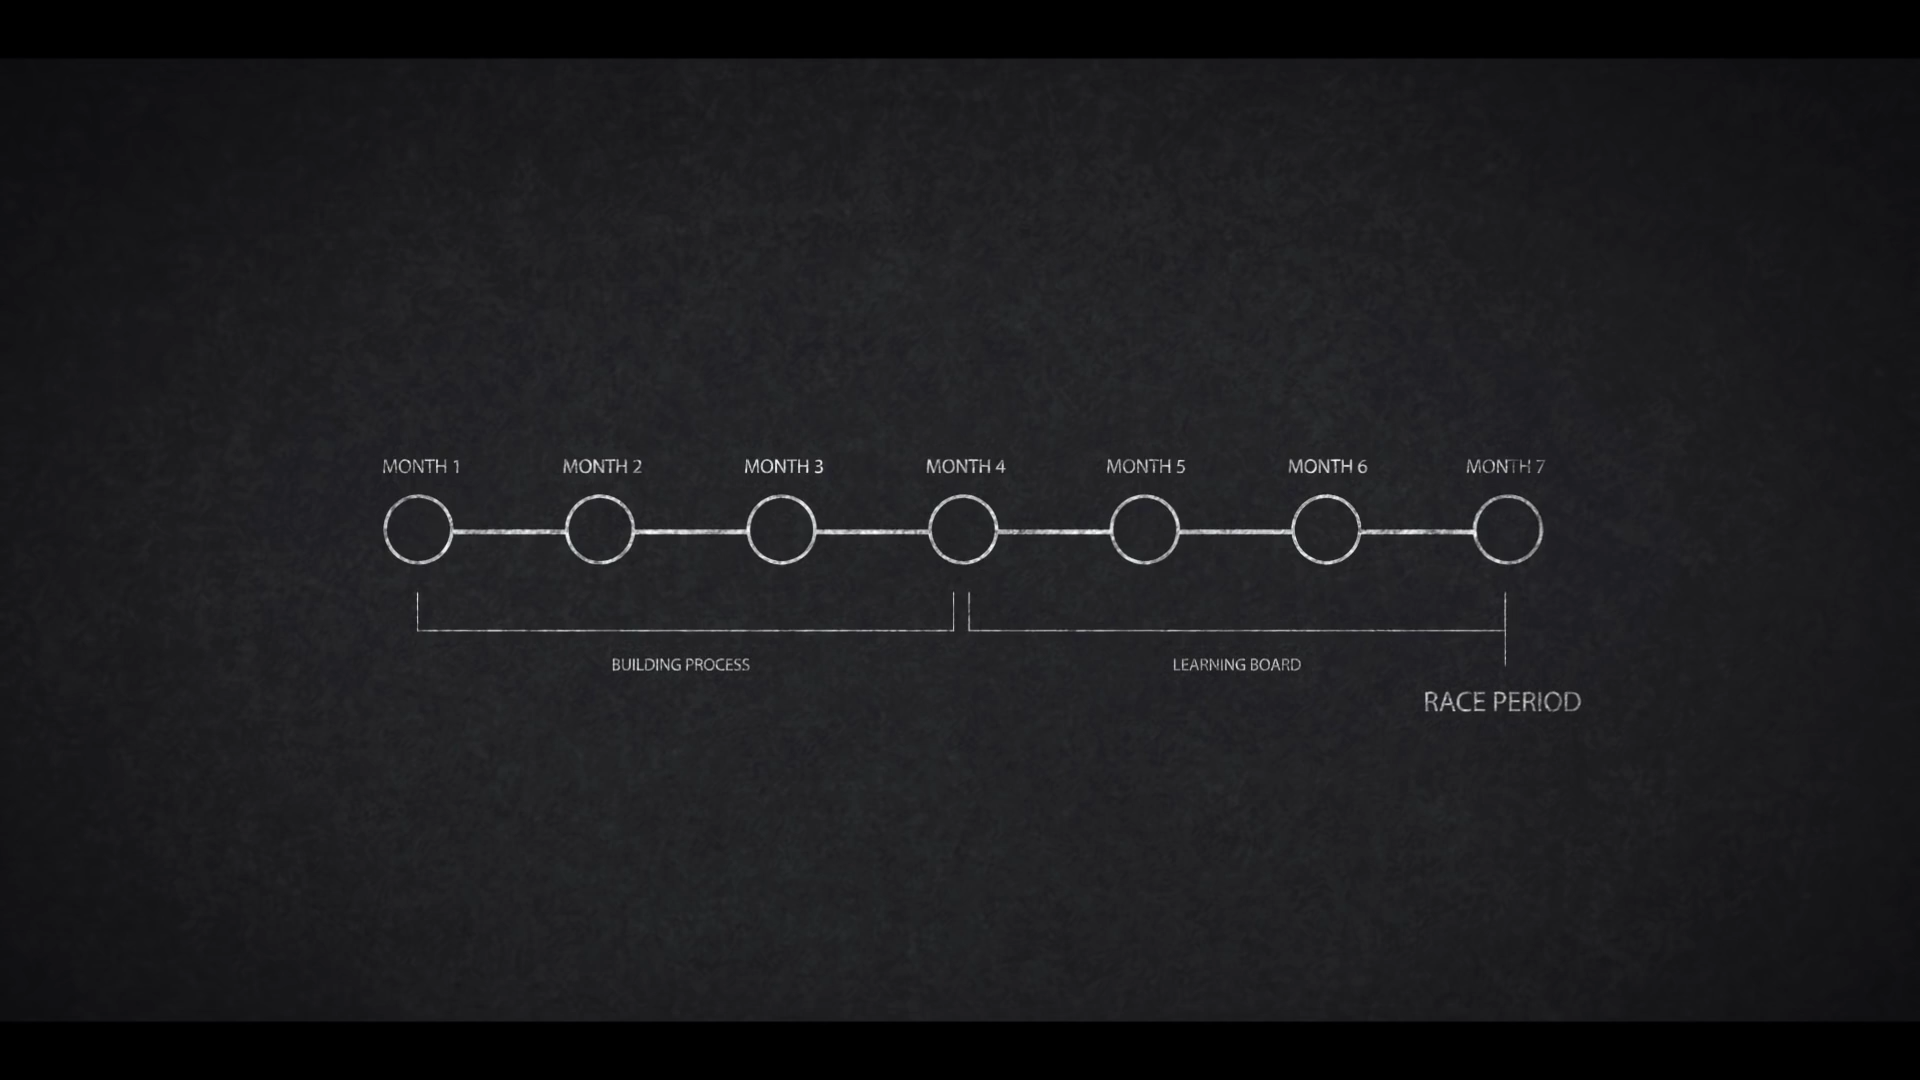 MONTH 1
MONTH 2
MONTH 3
MONTH 4
MONTH 5
MONTH 6
MONTH 7
BUILDING PROCESS
LEARNING BOARD
RACE PERIOD